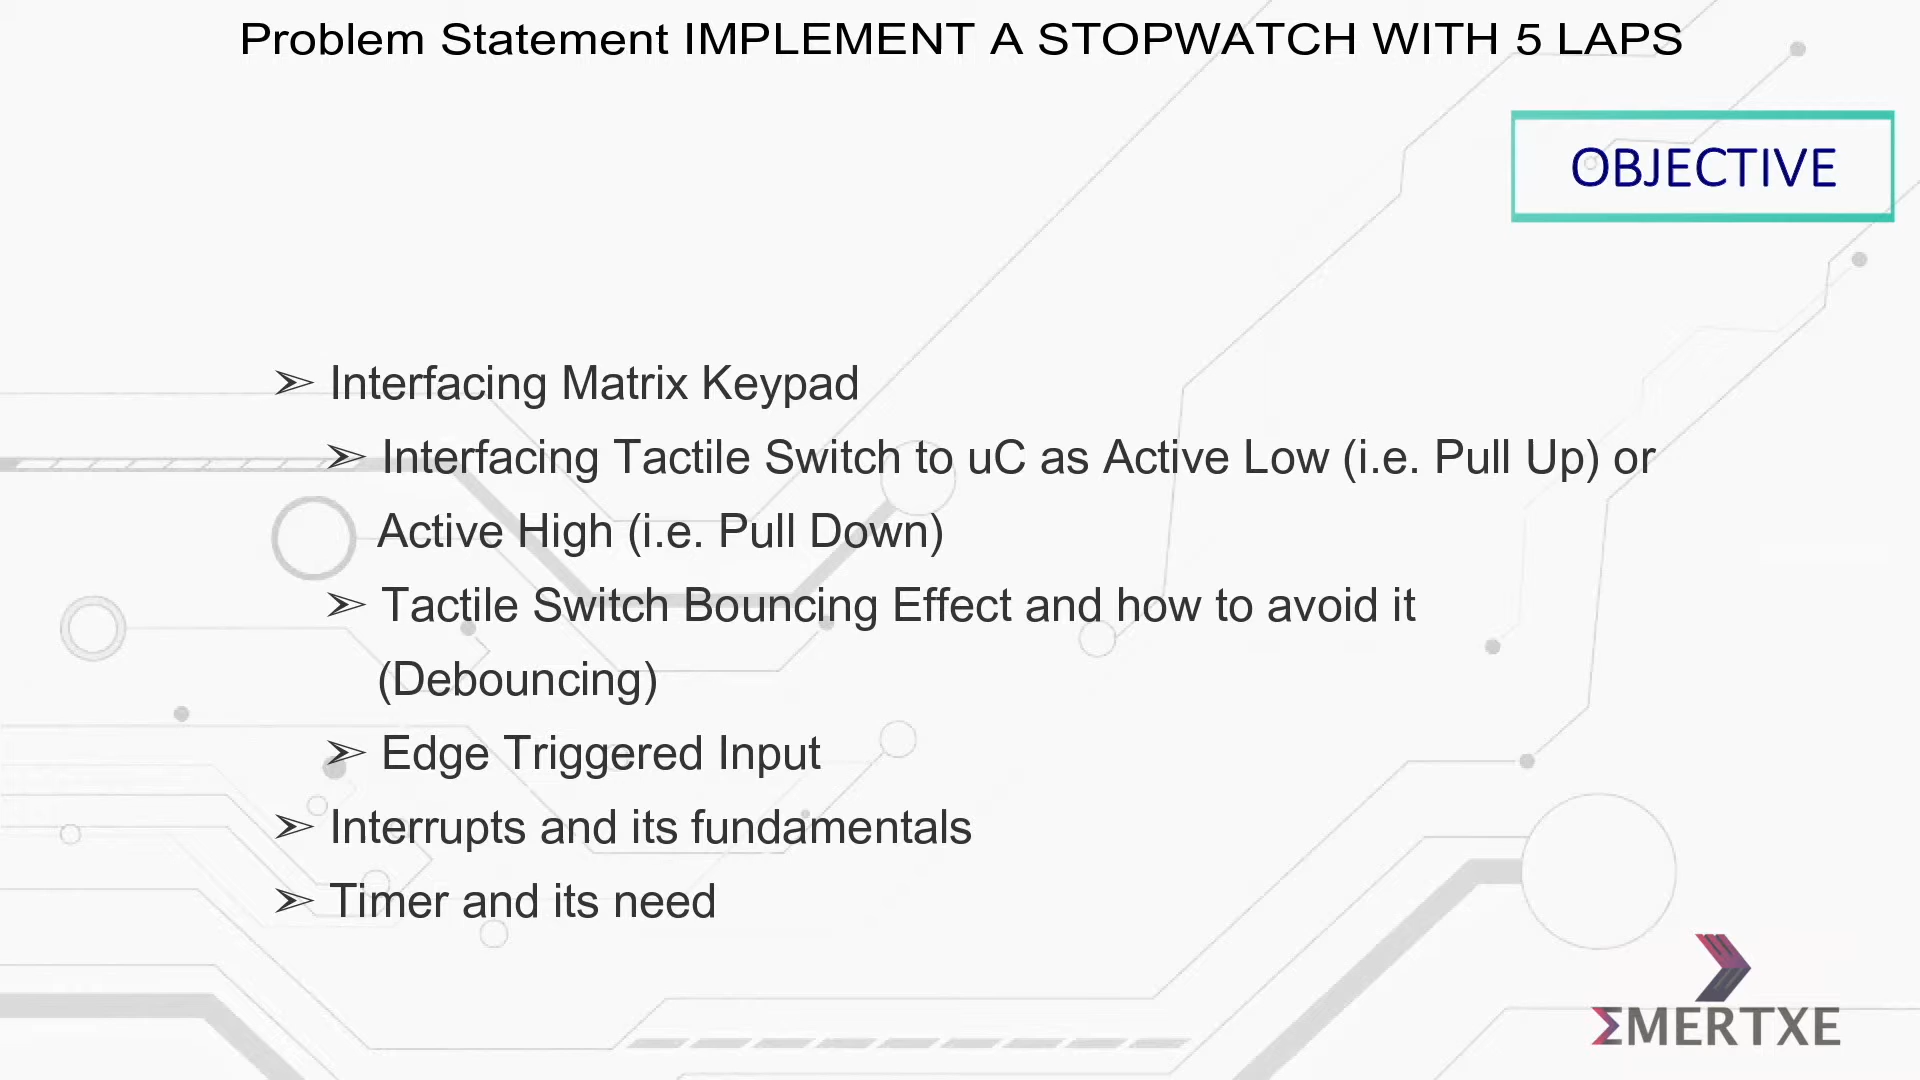 Problem Statement IMPLEMENT A STOPWATCH WITH 5 LAPS
OBJECTIVE
➢ Interfacing Matrix Keypad
➢ Interfacing Tactile Switch to uC as Active Low (i.e. Pull Up) or
Active High (i.e. Pull Down)
➢ Tactile Switch Bouncing Effect and how to avoid it
(Debouncing)
➢ Edge Triggered Input
➢ Interrupts and its fundamentals
➢ Timer and its need
ΣMERTXE